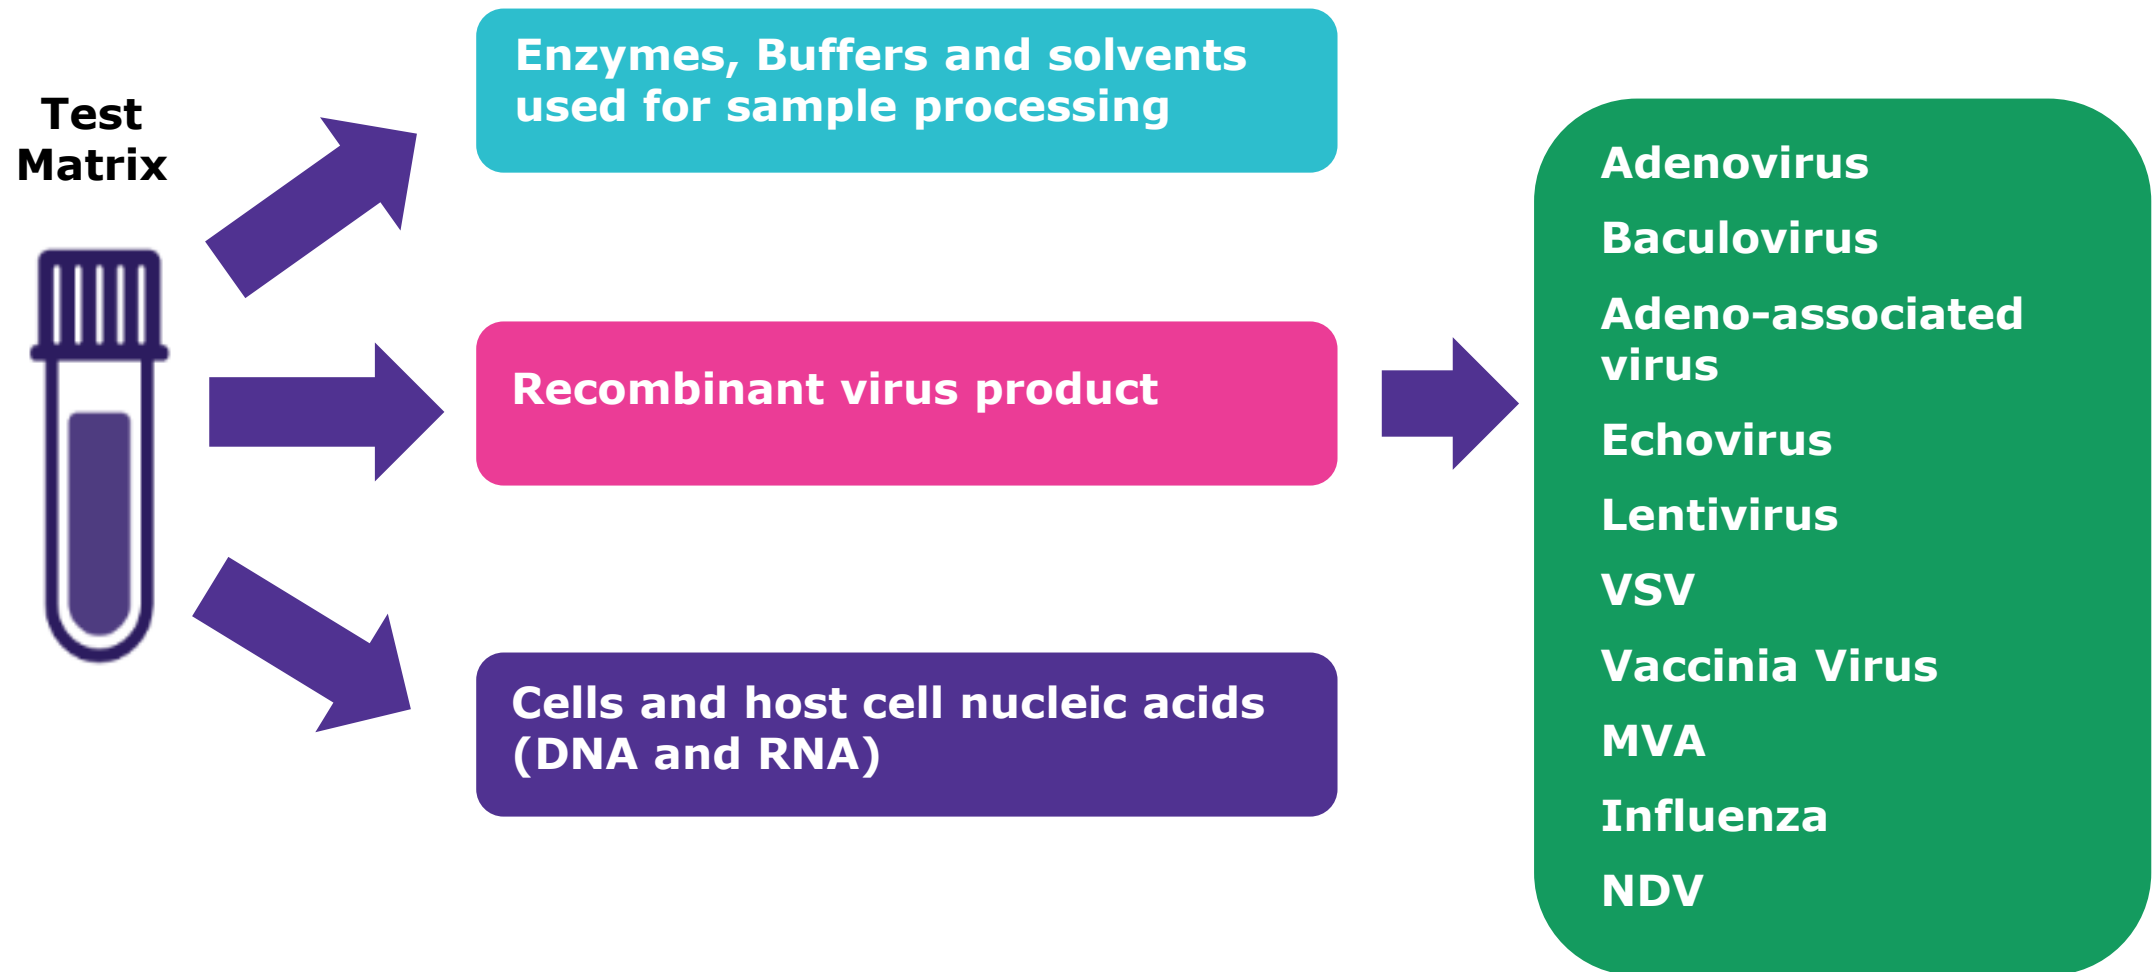 Test
Matrix
Enzymes, Buffers and solvents
used for sample processing
Recombinant virus product
Cells and host cell nucleic acids
(DNA and RNA)
Adenovirus
Baculovirus
Adeno-associated
virus
Echovirus
Lentivirus
VSV
Vaccinia Virus
MVA
Influenza
NDV